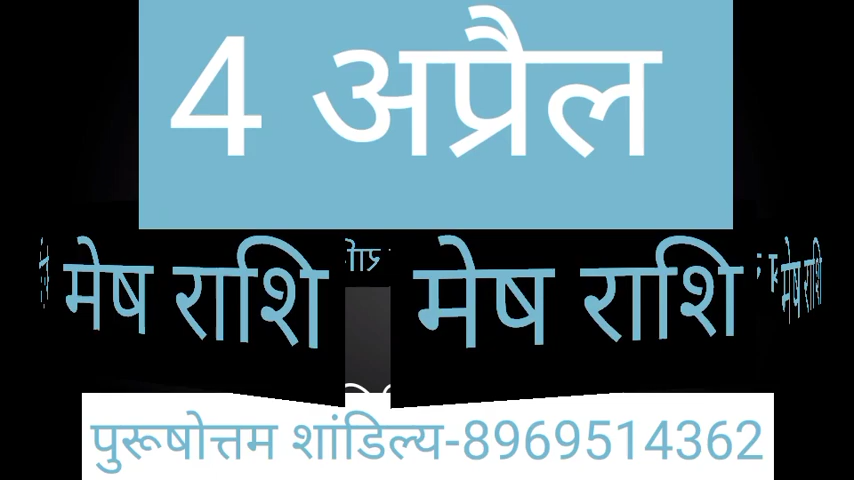 4 अप्रैल
मेष राशि मेष राशि मेष राशि
पुरूषोत्तम शांडिल्य-8969514362